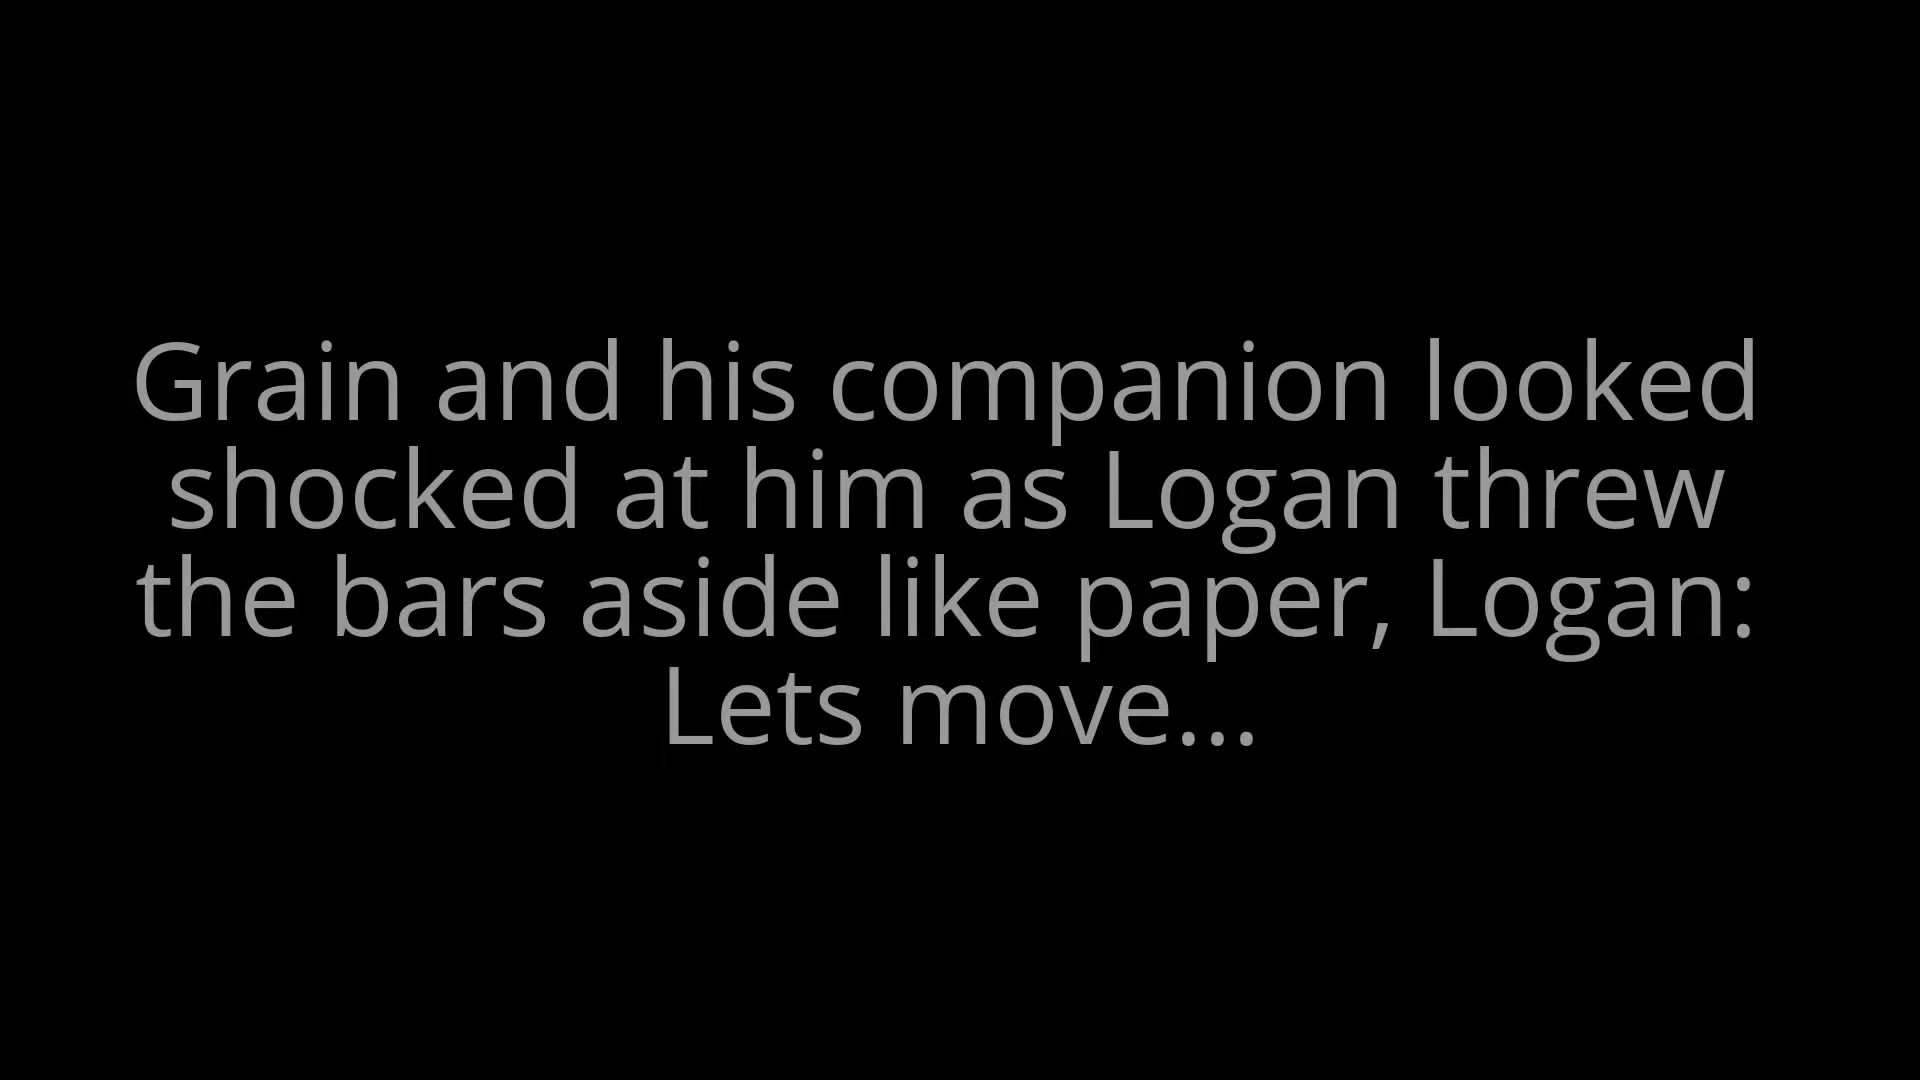 Grain and his companion looked
shocked at him as Logan threw
the bars aside like paper, Logan:
Lets move...